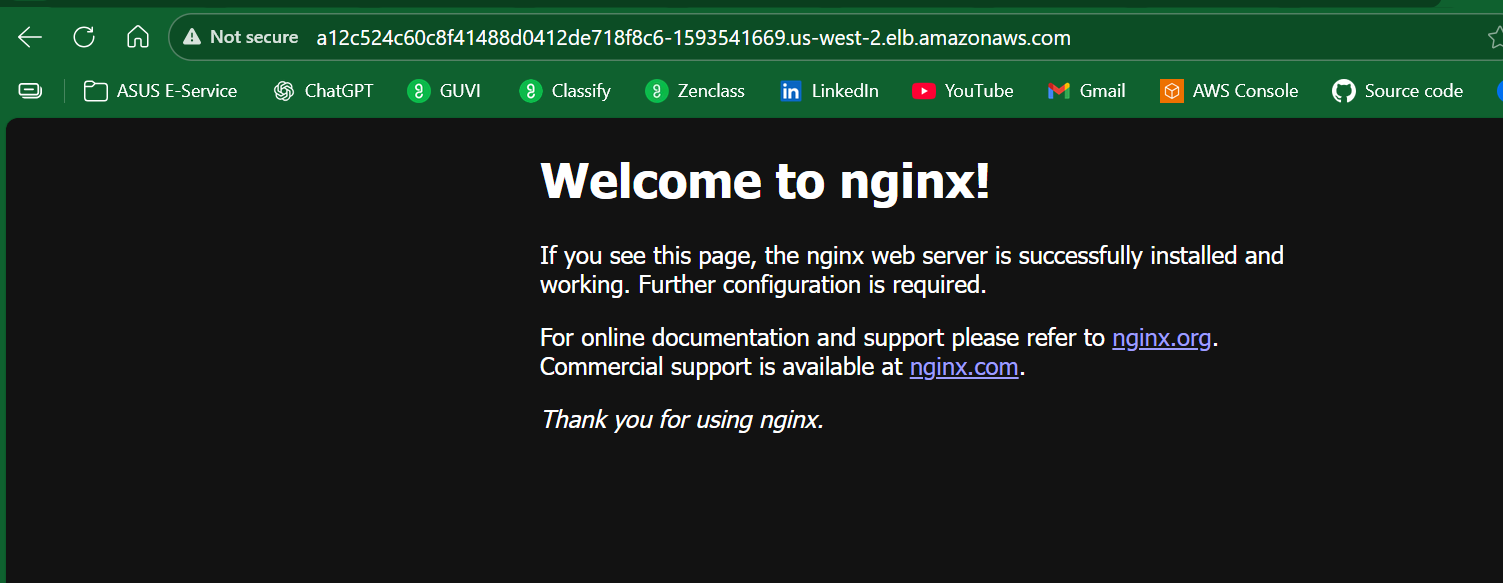 Not secure a12c524c60c8f41488d0412de718f8c6-1593541669.us-west-2.elb.amazonaws.com
ASUS E-Service ChatGPT GUVI Classify Zenclass LinkedIn YouTube Gmail AWS Console Source code
Welcome to nginx!
If you see this page, the nginx web server is successfully installed and
working. Further configuration is required.
For online documentation and support please refer to nginx.org.
Commercial support is available at nginx.com.
Thank you for using nginx.